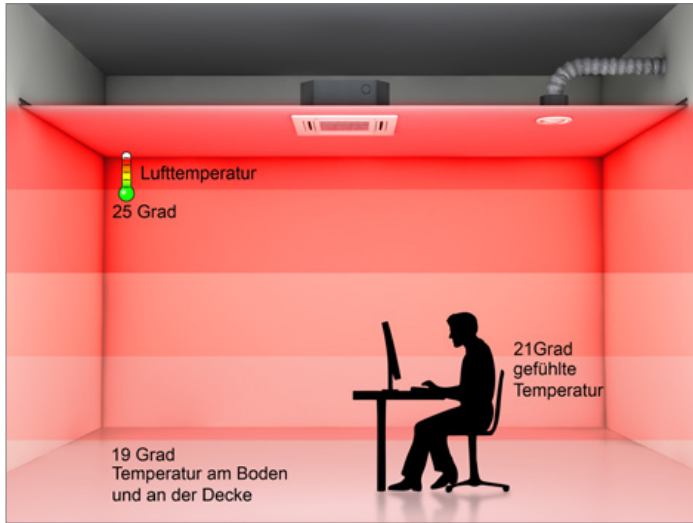 Lufttemperatur
25 Grad
21Grad
gefühlte
Temperatur
19 Grad
Temperatur am Boden
und an der Decke